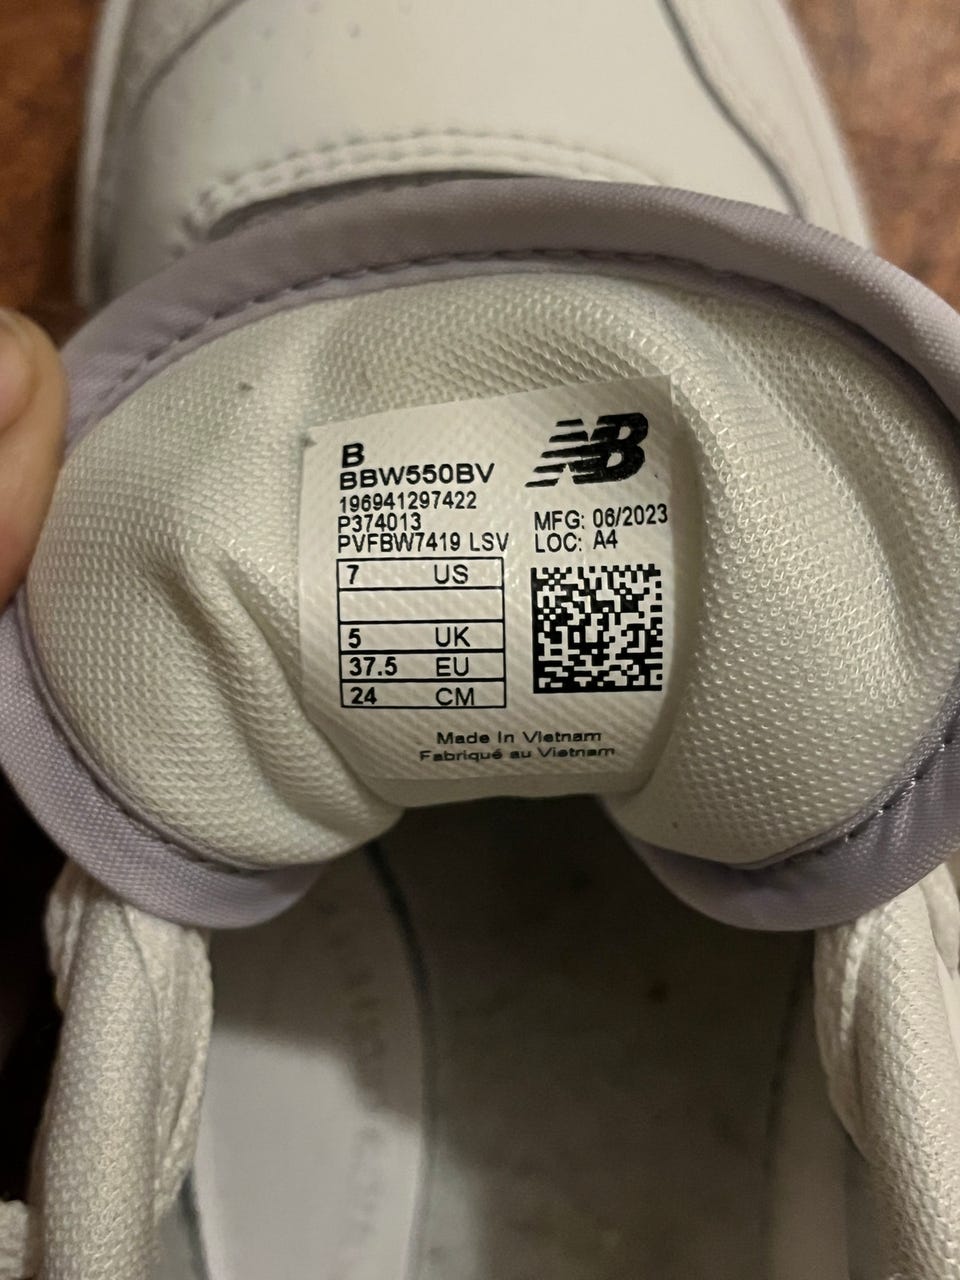 B
BBW550BV
196941297422
P374013
PVFBW7419 LSV
NB
MFG: 06/2023
LOC: A4
7 US
5 UK
37.5 EU
24 CM
Made In Vietnam
Fabriqué au Vietnam